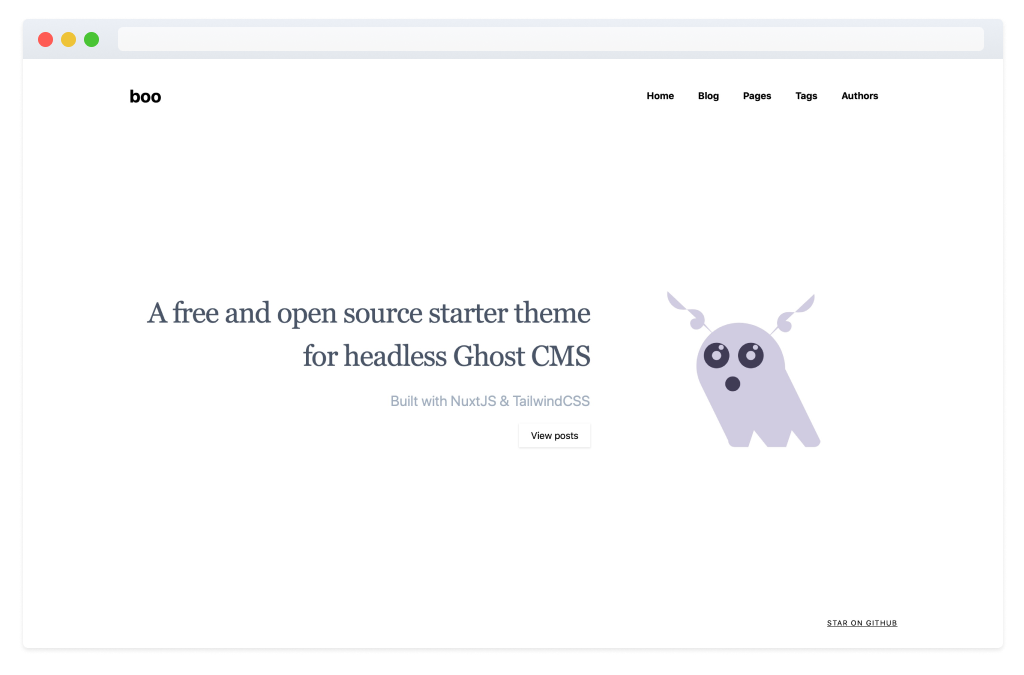 boo
Home Blog Pages Tags Authors
A free and open source starter theme
for headless Ghost CMS
Built with NuxtJS & TailwindCSS
View posts
STAR ON GITHUB